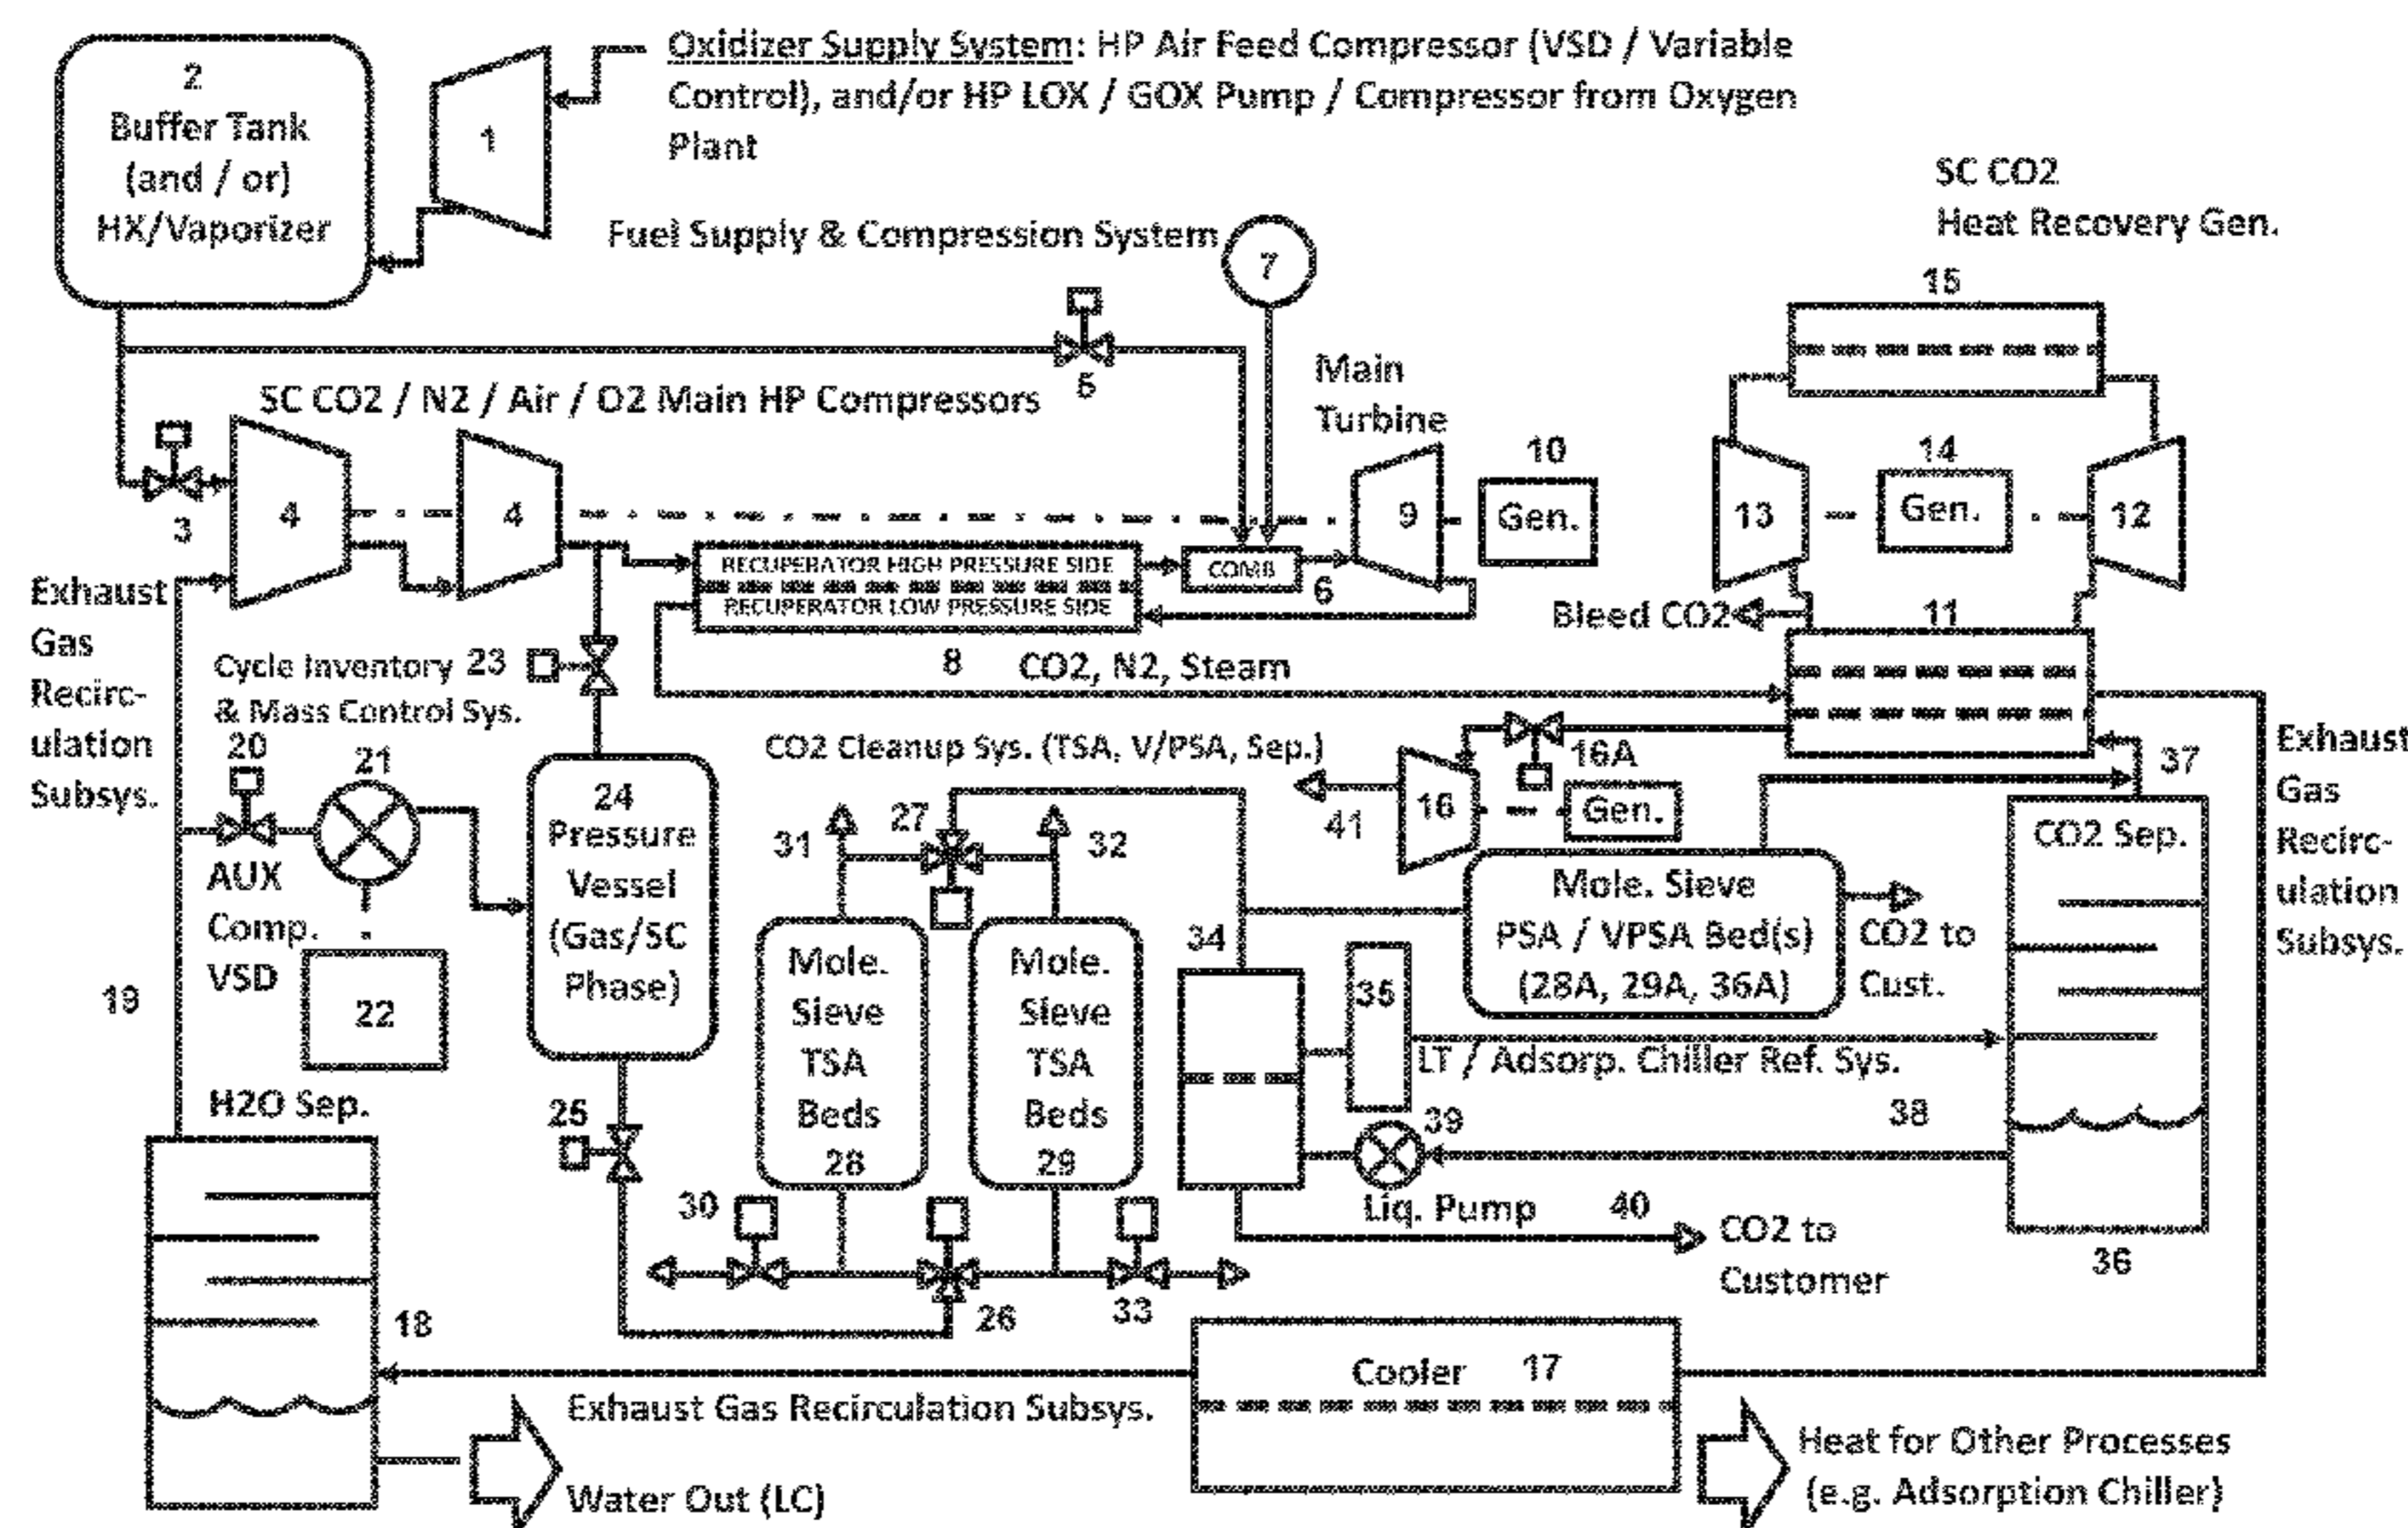 2
Buffer Tank
(and / or)
HX/Vaporizer
1
Oxidizer Supply System: HP Air Feed Compressor (VSD / Variable
Control), and/or HP LOX / GOX Pump / Compressor from Oxygen
Plant
Fuel Supply & Compression System
7
SC CO2
Heat Recovery Gen.
15
5
Main
Turbine
SC CO2 / N2 / Air / O2 Main HP Compressors
3
4
4
9
10
Gen.
13
14
Gen.
12
RECUPERATOR HIGH PRESSURE SIDE
RECUPERATOR LOW PRESSURE SIDE
COMB
6
8
CO2, N2, Steam
Bleed CO2
11
Exhaust
Gas
Recirc-
ulation
Subsys.
Cycle Inventory
& Mass Control Sys.
23
20
21
AUX
Comp.
VSD
22
19
24
Pressure
Vessel
(Gas/SC
Phase)
25
CO2 Cleanup Sys. (TSA, V/PSA, Sep.)
27
31
32
Mole.
Sieve
TSA
Beds
28
Mole.
Sieve
TSA
Beds
29
30
26
33
41
16
16A
Gen.
Mole. Sieve
PSA / VPSA Bed(s)
(28A, 29A, 36A)
CO2 to
Cust.
34
35
LT / Adsorp. Chiller Ref. Sys.
39
Liq. Pump
38
40
CO2 to
Customer
37
CO2 Sep.
36
Exhaust
Gas
Recirc-
ulation
Subsys.
H2O Sep.
18
Exhaust Gas Recirculation Subsys.
Water Out (LC)
Cooler 17
Heat for Other Processes
(e.g. Adsorption Chiller)